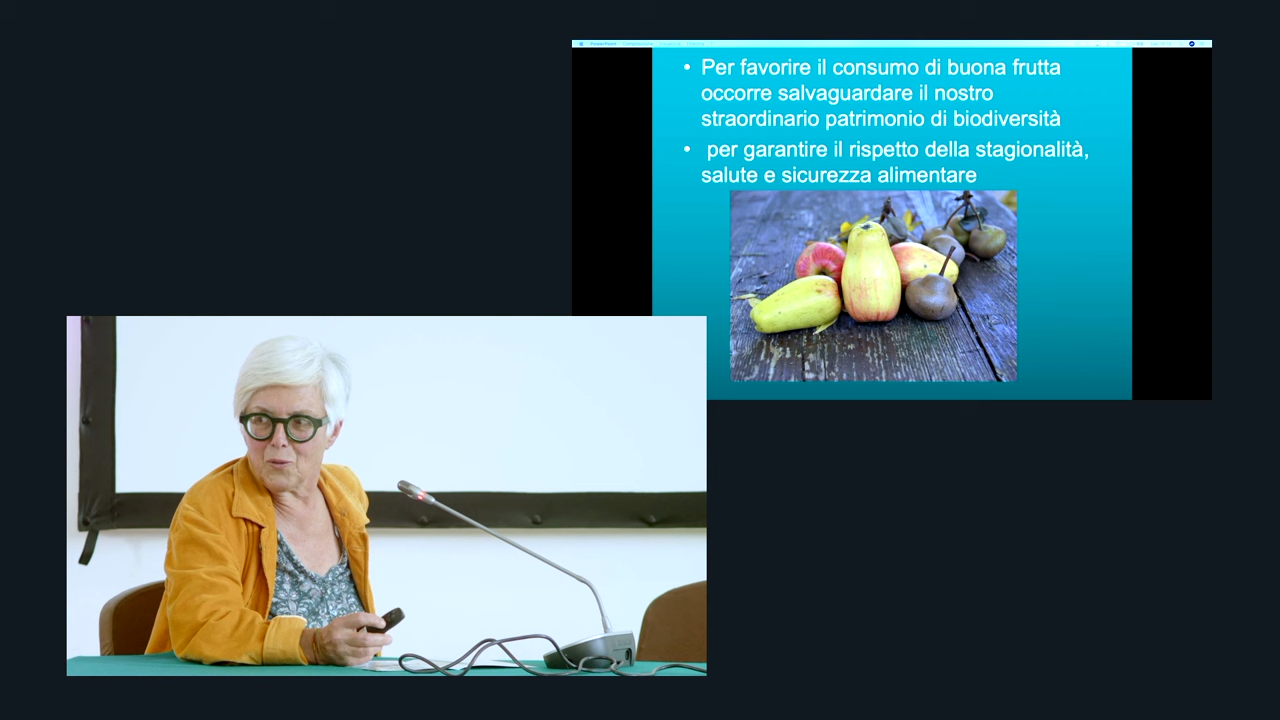 • Per favorire il consumo di buona frutta
occorre salvaguardare il nostro
straordinario patrimonio di biodiversità
• per garantire il rispetto della stagionalità,
salute e sicurezza alimentare